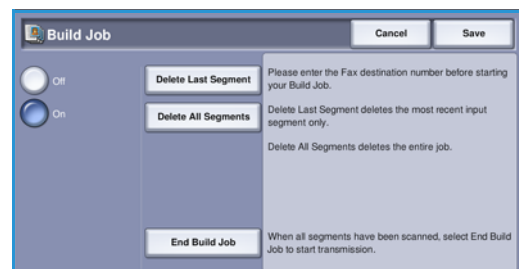 Build Job
Cancel
Save
Off
On
Delete Last Segment
Delete All Segments
Please enter the Fax destination number before starting
your Build Job.
Delete Last Segment deletes the most recent input
segment only.
Delete All Segments deletes the entire job.
End Build Job
When all segments have been scanned, select End Build
Job to start transmission.